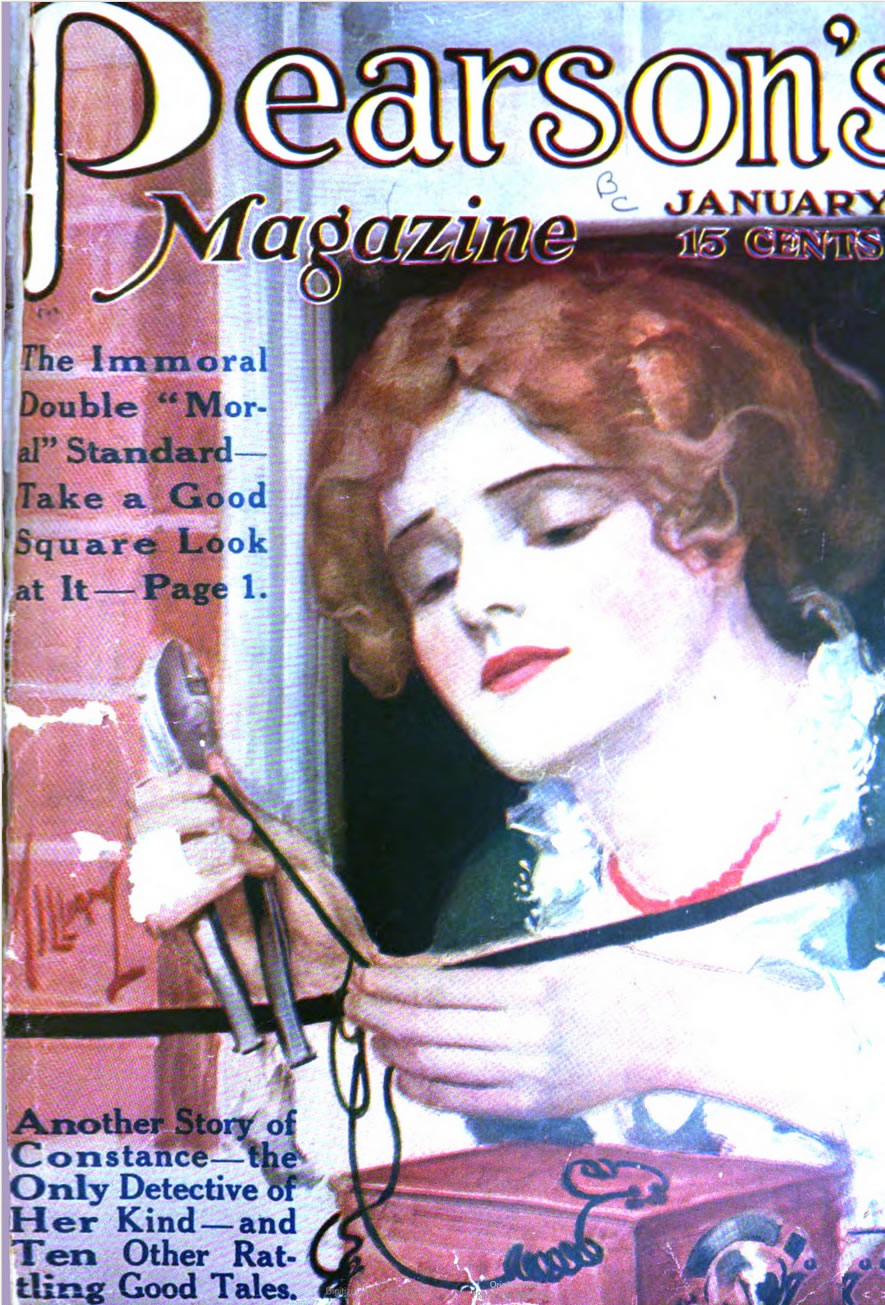 Pearson's
Magazine
BC
JANUARY
15 CENTS
The Immoral
Double “Mor-
al” Standard—
Take a Good
Square Look
at It—Page 1.
Another Story of
Constance—the
Only Detective of
Her Kind—and
Ten Other Rat-
tling Good Tales.